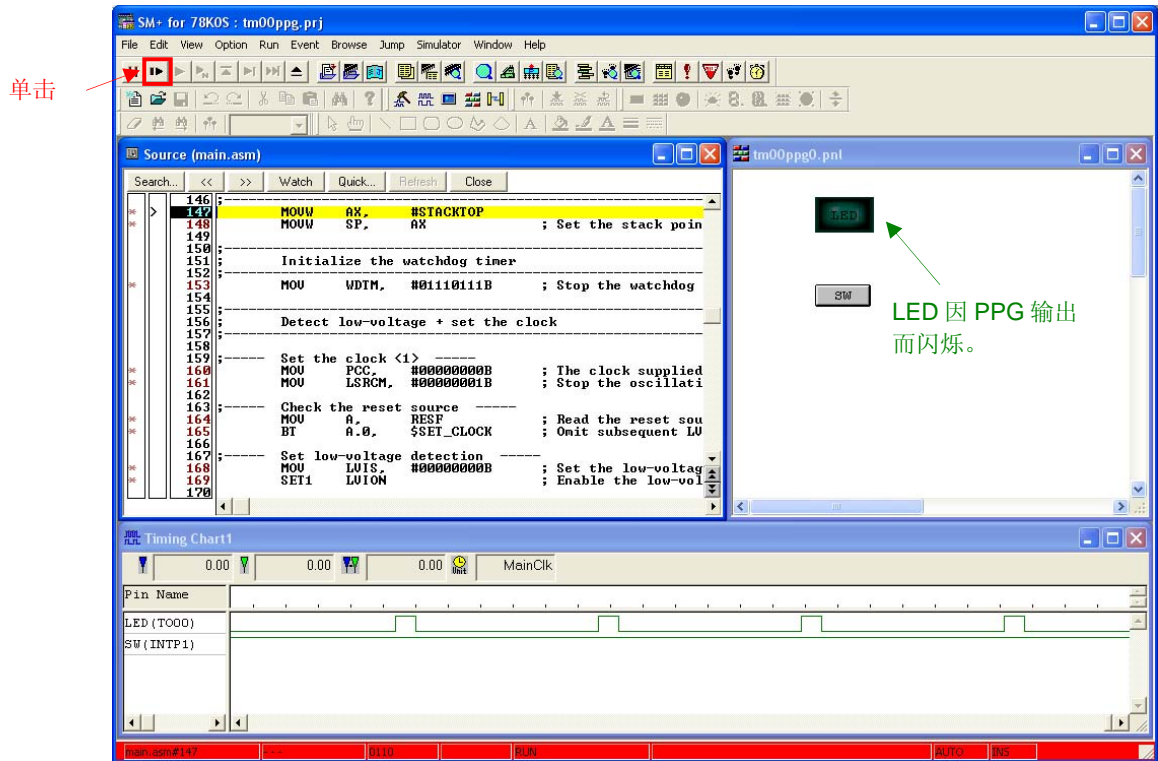 SM+ for 78K0S : tm00ppg.prj
File Edit View Option Run Event Browse Jump Simulator Window Help
单击
Source (main.asm)
Search... << >> Watch Quick... Refresh Close
146 ;
> 147 MOVW AX, #STACKTOP
148 MOVW SP, AX ; Set the stack poin
149
150 ;
151 ; Initialize the watchdog timer
152 ;
153 MOV WDTM, #01110111B ; Stop the watchdog
154
155 ;
156 ; Detect low-voltage + set the clock
157 ;
158
159 ;----- Set the clock <1> -----
160 MOV PCC, #00000000B ; The clock supplied
161 MOV LSRCM, #00000001B ; Stop the oscillati
162
163 ;----- Check the reset source -----
164 MOV A, RESF ; Read the reset sou
165 BT A.0, $SET_CLOCK ; Omit subsequent LV
166
167 ;----- Set low-voltage detection -----
168 MOV LVIS, #00000000B ; Set the low-voltag
169 SET1 LVION ; Enable the low-vol
170
tm00ppg0.pnl
LED
SW
LED 因 PPG 输出
而闪烁。
Timing Chart1
0.00 0.00 0.00 Unit MainClk
Pin Name
LED(TO00)
SW(INTP1)
main.asm#147 --- 0110 RUN AUTO INS